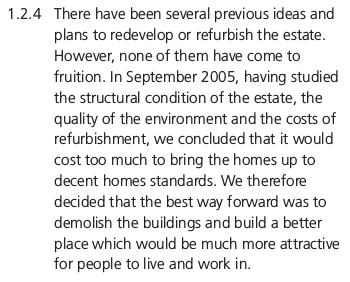 1.2.4 There have been several previous ideas and
plans to redevelop or refurbish the estate.
However, none of them have come to
fruition. In September 2005, having studied
the structural condition of the estate, the
quality of the environment and the costs of
refurbishment, we concluded that it would
cost too much to bring the homes up to
decent homes standards. We therefore
decided that the best way forward was to
demolish the buildings and build a better
place which would be much more attractive
for people to live and work in.